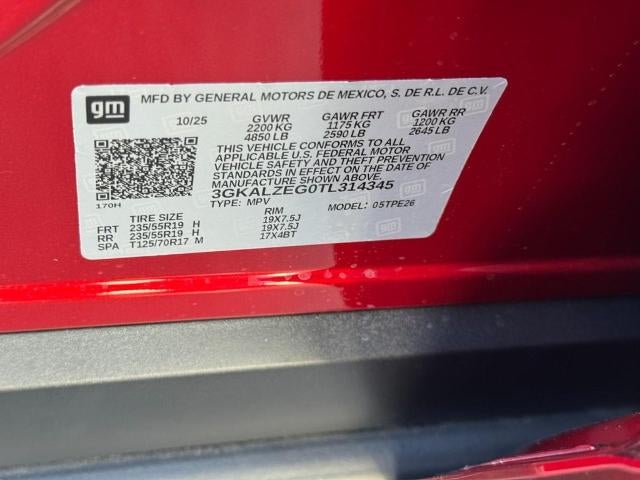 gm MFD BY GENERAL MOTORS DE MEXICO, S. DE R.L. DE C.V.
10/25 GVWR GAWR FRT GAWR RR
2200 KG 1175 KG 1200 KG
4850 LB 2590 LB 2645 LB
THIS VEHICLE CONFORMS TO ALL
APPLICABLE U.S. FEDERAL MOTOR
VEHICLE SAFETY AND THEFT PREVENTION
STANDARDS IN EFFECT ON THE DATE OF
MANUFACTURE SHOWN ABOVE.
3GKALZEG0TL314345
170H TYPE: MPV MODEL: 05TPE26
TIRE SIZE RIM
FRT 235/55R19 H 19X7.5J
RR 235/55R19 H 19X7.5J
SPA T125/70R17 M 17X4BT